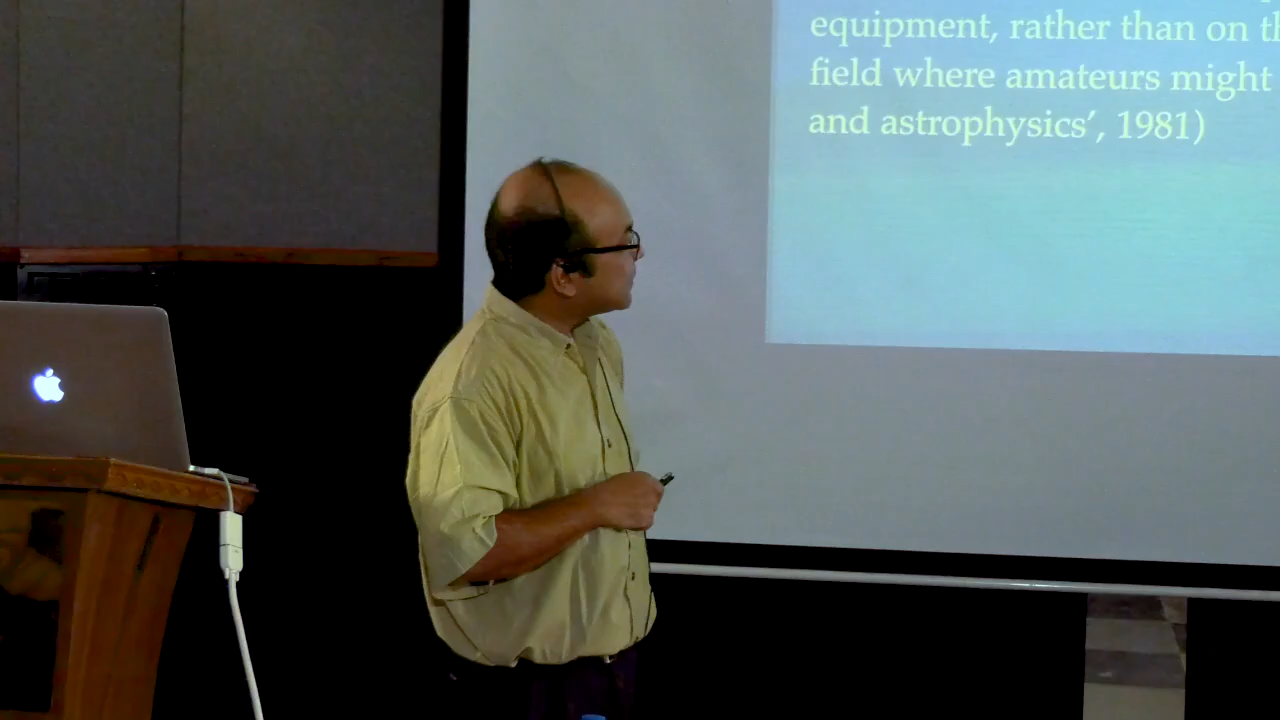 equipment, rather than on th
field where amateurs might
and astrophysics’, 1981)